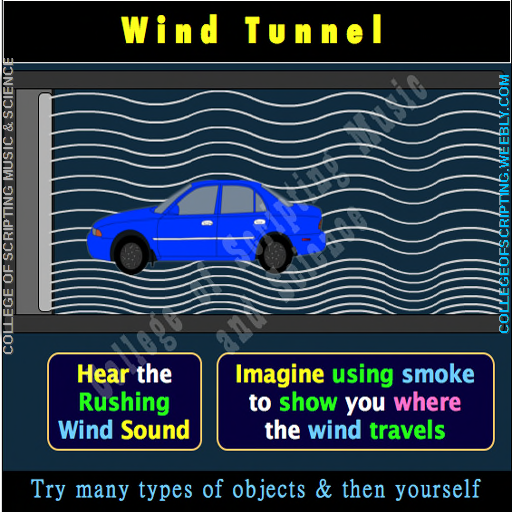 Wind Tunnel
COLLEGE OF SCRIPTING MUSIC & SCIENCE
COLLEGEOFSCRIPTING.WEEBLY.COM
College of Scripting Music
and Science
Hear the
Rushing
Wind Sound
Imagine using smoke
to show you where
the wind travels
Try many types of objects & then yourself